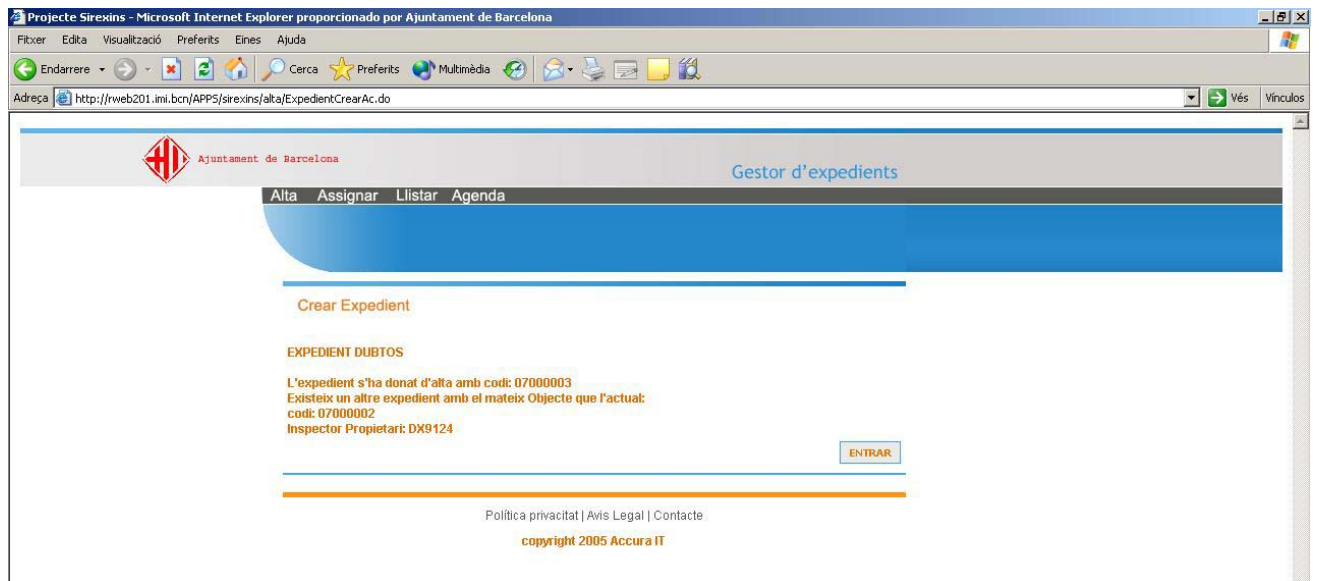 Projecte Sirexins - Microsoft Internet Explorer proporcionado por Ajuntament de Barcelona
Fitxer Edita Visualització Preferits Eines Ajuda
Endarrere Cerca Preferits Multimèdia
Adreça http://rweb201.imi.bcn/APPS/sirexins/alta/ExpedientCrearAc.do Vés Vínculos
Ajuntament de Barcelona
Gestor d'expedients
Alta Assignar Llistar Agenda
Crear Expedient
EXPEDIENT DUBTOS
L'expedient s'ha donat d'alta amb codi: 07000003
Existeix un altre expedient amb el mateix Objecte que l'actual:
codi: 07000002
Inspector Propietari: DX9124
ENTRAR
Política privacitat | Avis Legal | Contacte
copyright 2005 Accura IT